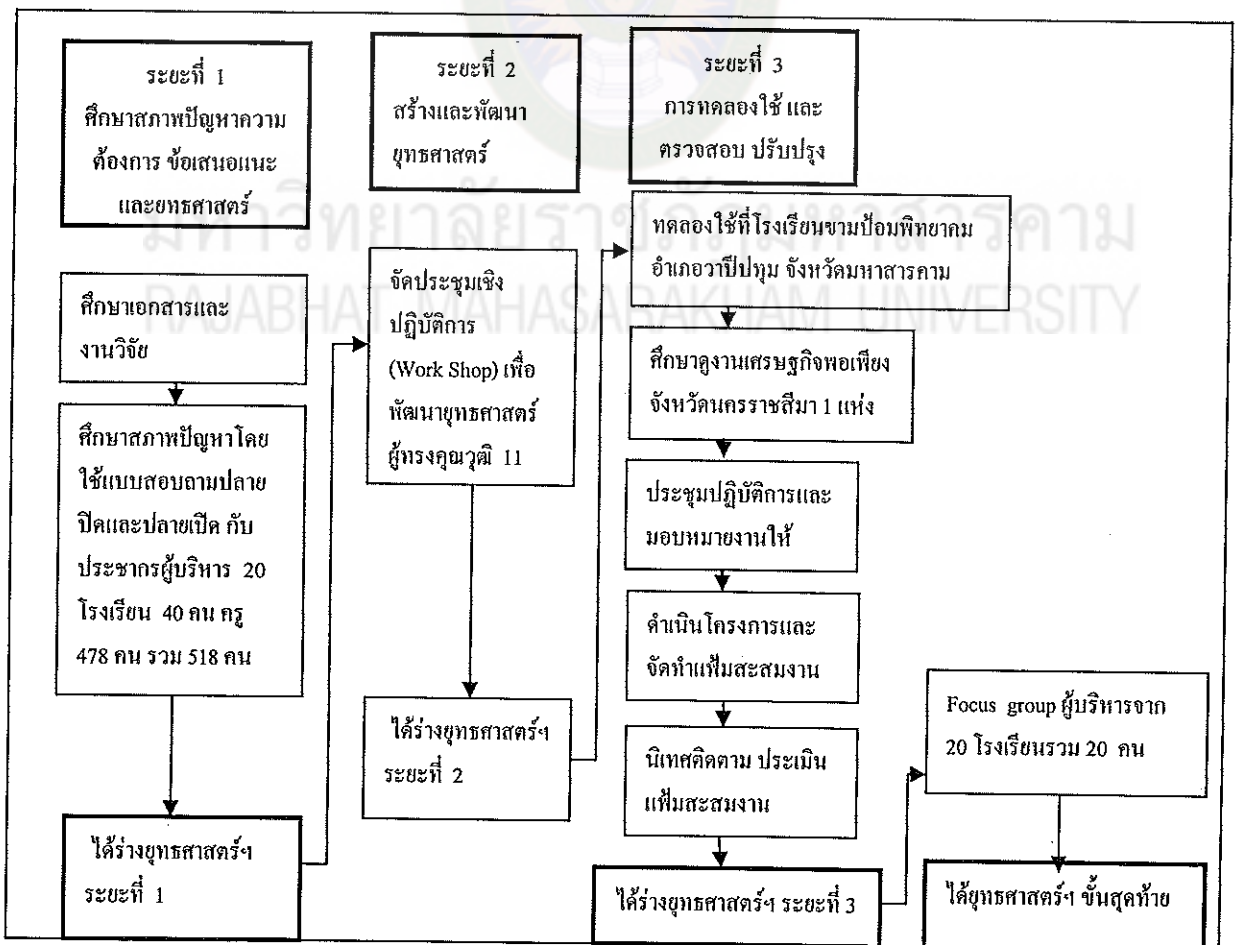 ระยะที่ 1
ศึกษาสภาพปัญหาความ
ต้องการ ข้อเสนอแนะ
และยุทธศาสตร์
ศึกษาเอกสารและ
งานวิจัย
ศึกษาสภาพปัญหาโดย
ใช้แบบสอบถามปลาย
ปิดและปลายเปิด กับ
ประชากรผู้บริหาร 20
โรงเรียน 40 คน ครู
478 คน รวม 518 คน
ได้ร่างยุทธศาสตร์ฯ
ระยะที่ 1
ระยะที่ 2
สร้างและพัฒนา
ยุทธศาสตร์
จัดประชุมเชิง
ปฏิบัติการ
(Work Shop) เพื่อ
พัฒนายุทธศาสตร์
ผู้ทรงคุณวุฒิ 11
ได้ร่างยุทธศาสตร์ฯ
ระยะที่ 2
ระยะที่ 3
การทดลองใช้ และ
ตรวจสอบ ปรับปรุง
ทดลองใช้ที่โรงเรียนขามป้อมพิทยาคม
อำเภอวาปีปทุม จังหวัดมหาสารคาม
ศึกษาดูงานเศรษฐกิจพอเพียง
จังหวัดนครราชสีมา 1 แห่ง
ประชุมปฏิบัติการและ
มอบหมายงานให้
ดำเนินโครงการและ
จัดทำแฟ้มสะสมงาน
นิเทศติดตาม ประเมิน
แฟ้มสะสมงาน
ได้ร่างยุทธศาสตร์ฯ ระยะที่ 3
Focus group ผู้บริหารจาก
20 โรงเรียนรวม 20 คน
ได้ยุทธศาสตร์ฯ ขั้นสุดท้าย
มหาวิทยาลัยราชภัฏมหาสารคาม
RAJABHAT MAHASARAKHAM UNIVERSITY